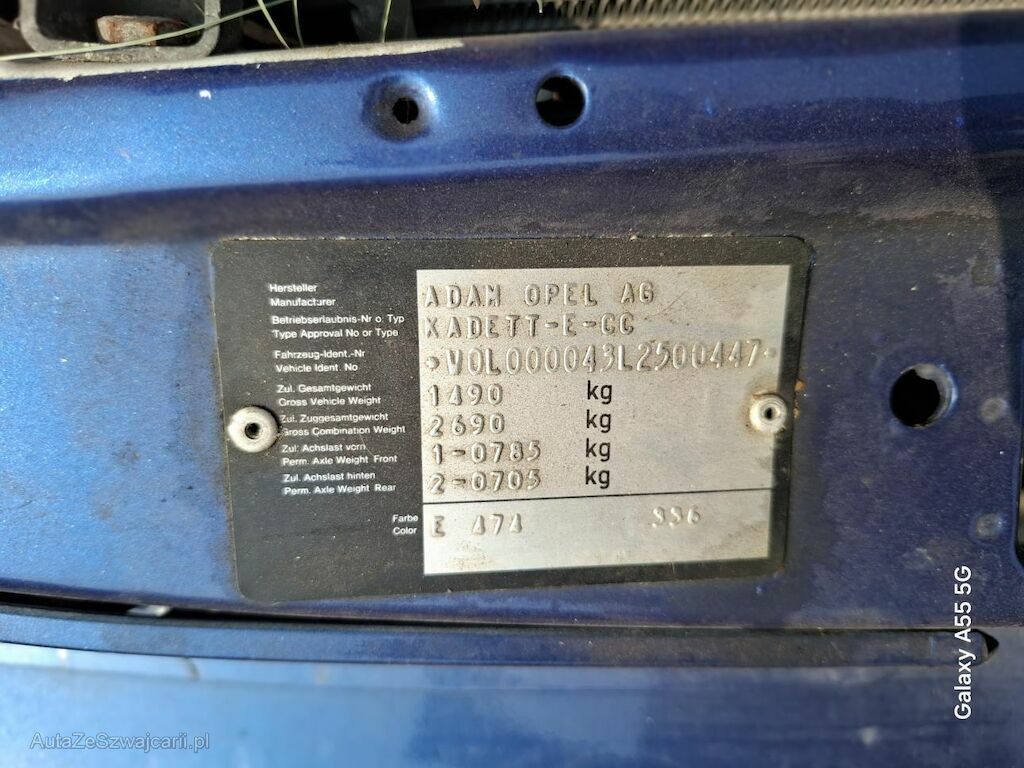 Hersteller
Manufacturer
ADAM OPEL AG
Betriebserlaubnis-Nr o. Typ
Type Approval No or Type
KADETT-E-CC
Fahrzeug-Ident.-Nr
Vehicle Ident. No
*W0L000043L2500447*
Zul. Gesamtgewicht
Gross Vehicle Weight
1490 kg
Zul. Zuggesamtgewicht
Gross Combination Weight
2690 kg
Zul. Achslast vorn
Perm. Axle Weight Front
1-0785 kg
Zul. Achslast hinten
Perm. Axle Weight Rear
2-0705 kg
Farbe
Color
E 474
Galaxy A55 5G
AutaZeSzwajcarii.pl